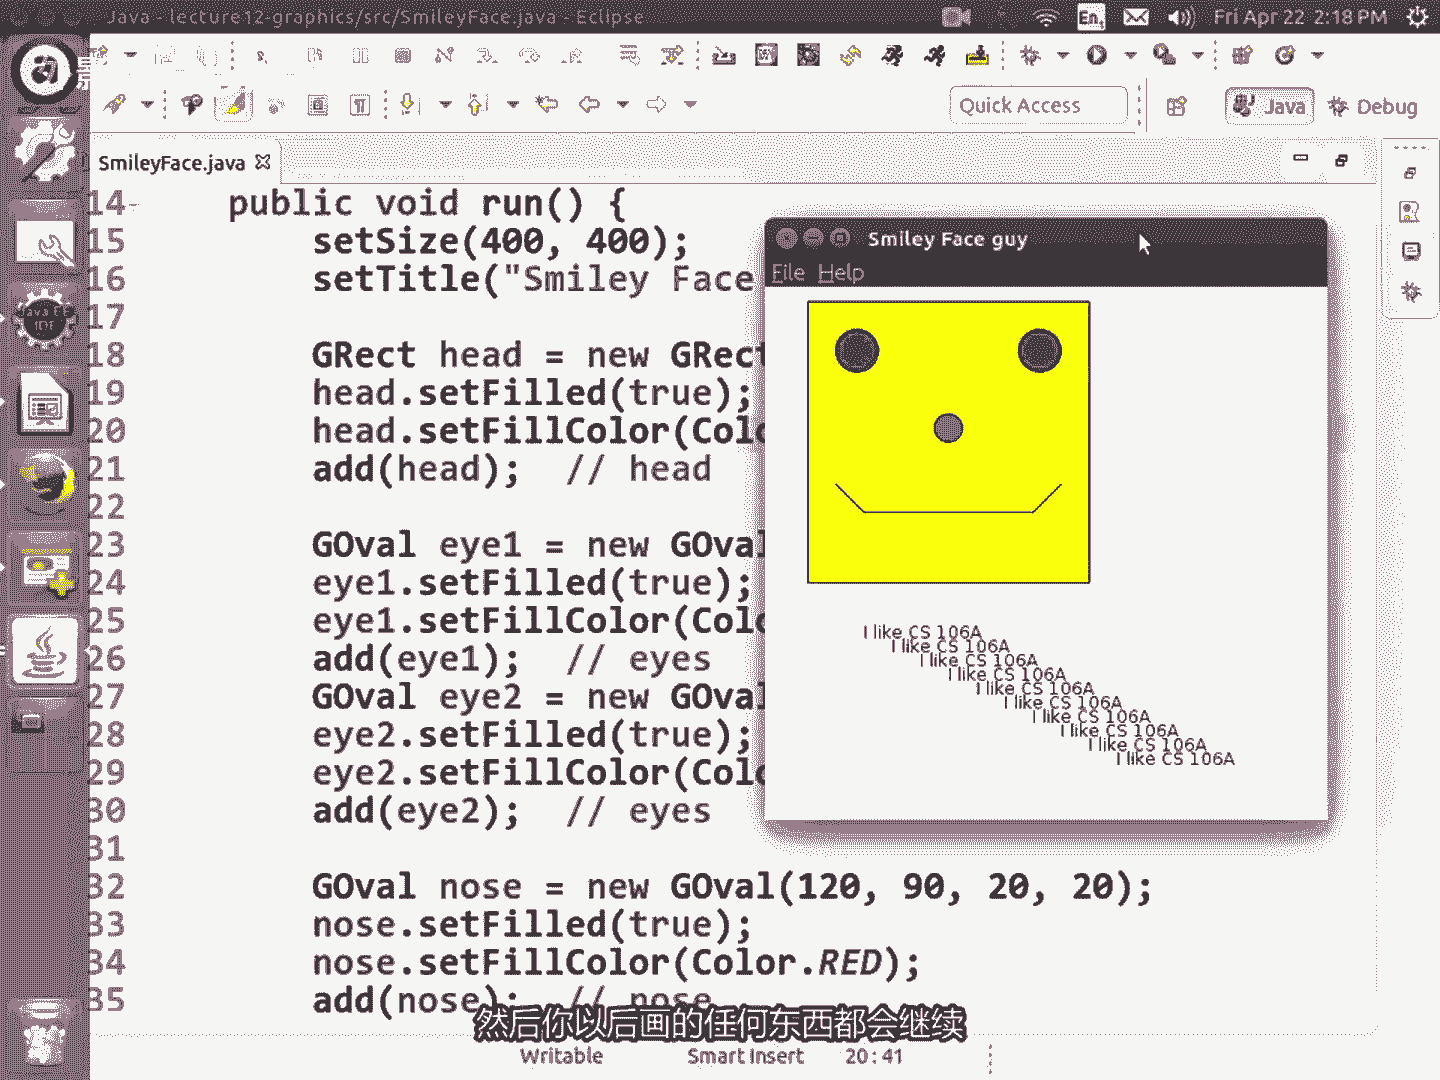 Java - lecture12-graphics/src/SmileyFace.java - Eclipse
En
Fri Apr 22 2:18 PM
Quick Access
Java
Debug
SmileyFace.java
14 public void run() {
15 setSize(400, 400);
16 setTitle("Smiley Face
17
18 GRect head = new GRect
19 head.setFilled(true);
20 head.setFillColor(Colo
21 add(head); // head
22
23 GOval eye1 = new GOval
24 eye1.setFilled(true);
25 eye1.setFillColor(Colo
26 add(eye1); // eyes
27 GOval eye2 = new GOval
28 eye2.setFilled(true);
29 eye2.setFillColor(Colo
30 add(eye2); // eyes
31
32 GOval nose = new GOval(120, 90, 20, 20);
33 nose.setFilled(true);
34 nose.setFillColor(Color.RED);
35 add(nose); // nose
Smiley Face guy
File Help
I like CS 106A
I like CS 106A
I like CS 106A
I like CS 106A
I like CS 106A
I like CS 106A
I like CS 106A
I like CS 106A
I like CS 106A
I like CS 106A
Java EE
IDE
然后你以后画的任何东西都会继续
Writable
Smart Insert
20:41